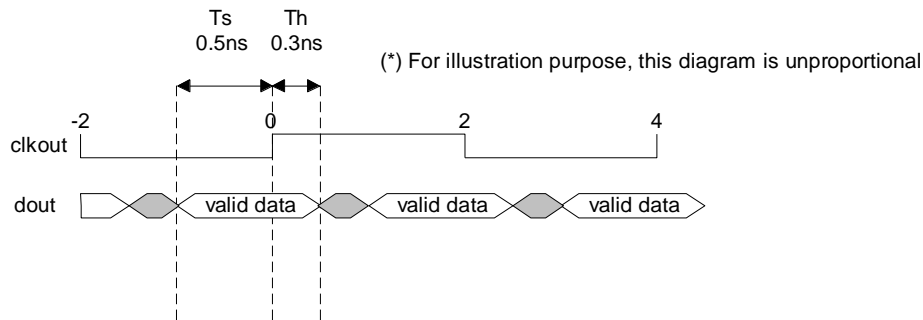 Ts Th
0.5ns 0.3ns
(*) For illustration purpose, this diagram is unproportional
-2 0 2 4
clkout
dout valid data valid data valid data